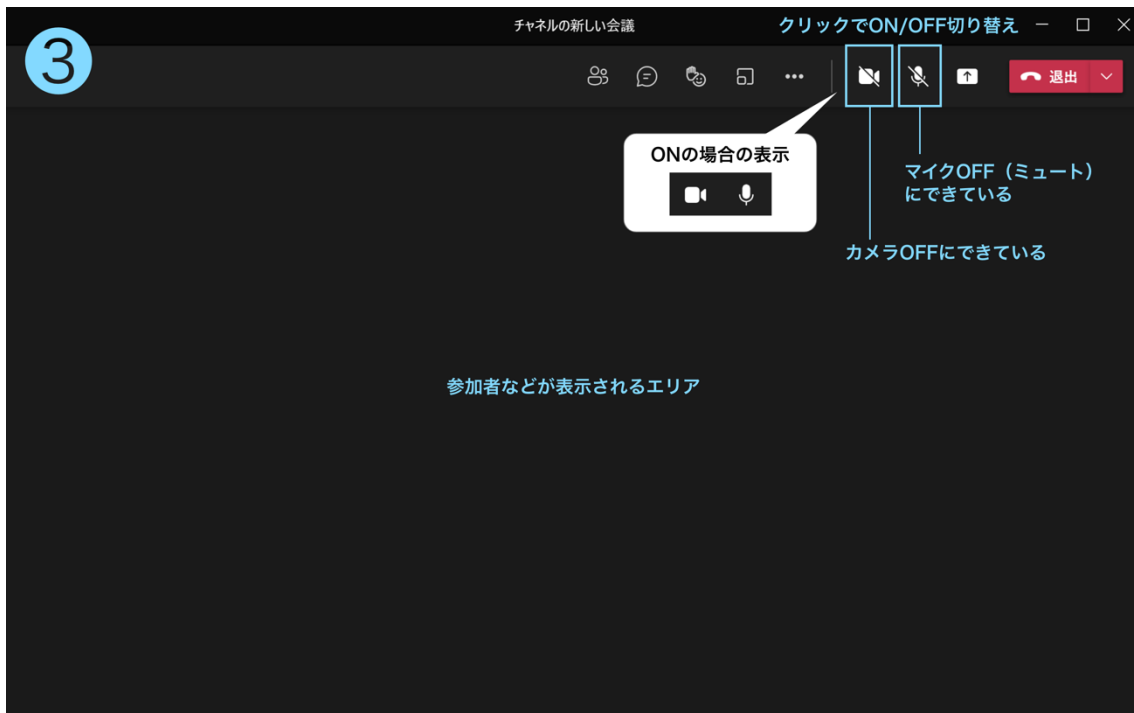 チャネルの新しい会議
クリックでON/OFF切り替え
3
退出
ONの場合の表示
マイクOFF（ミュート）
にできている
カメラOFFにできている
参加者などが表示されるエリア